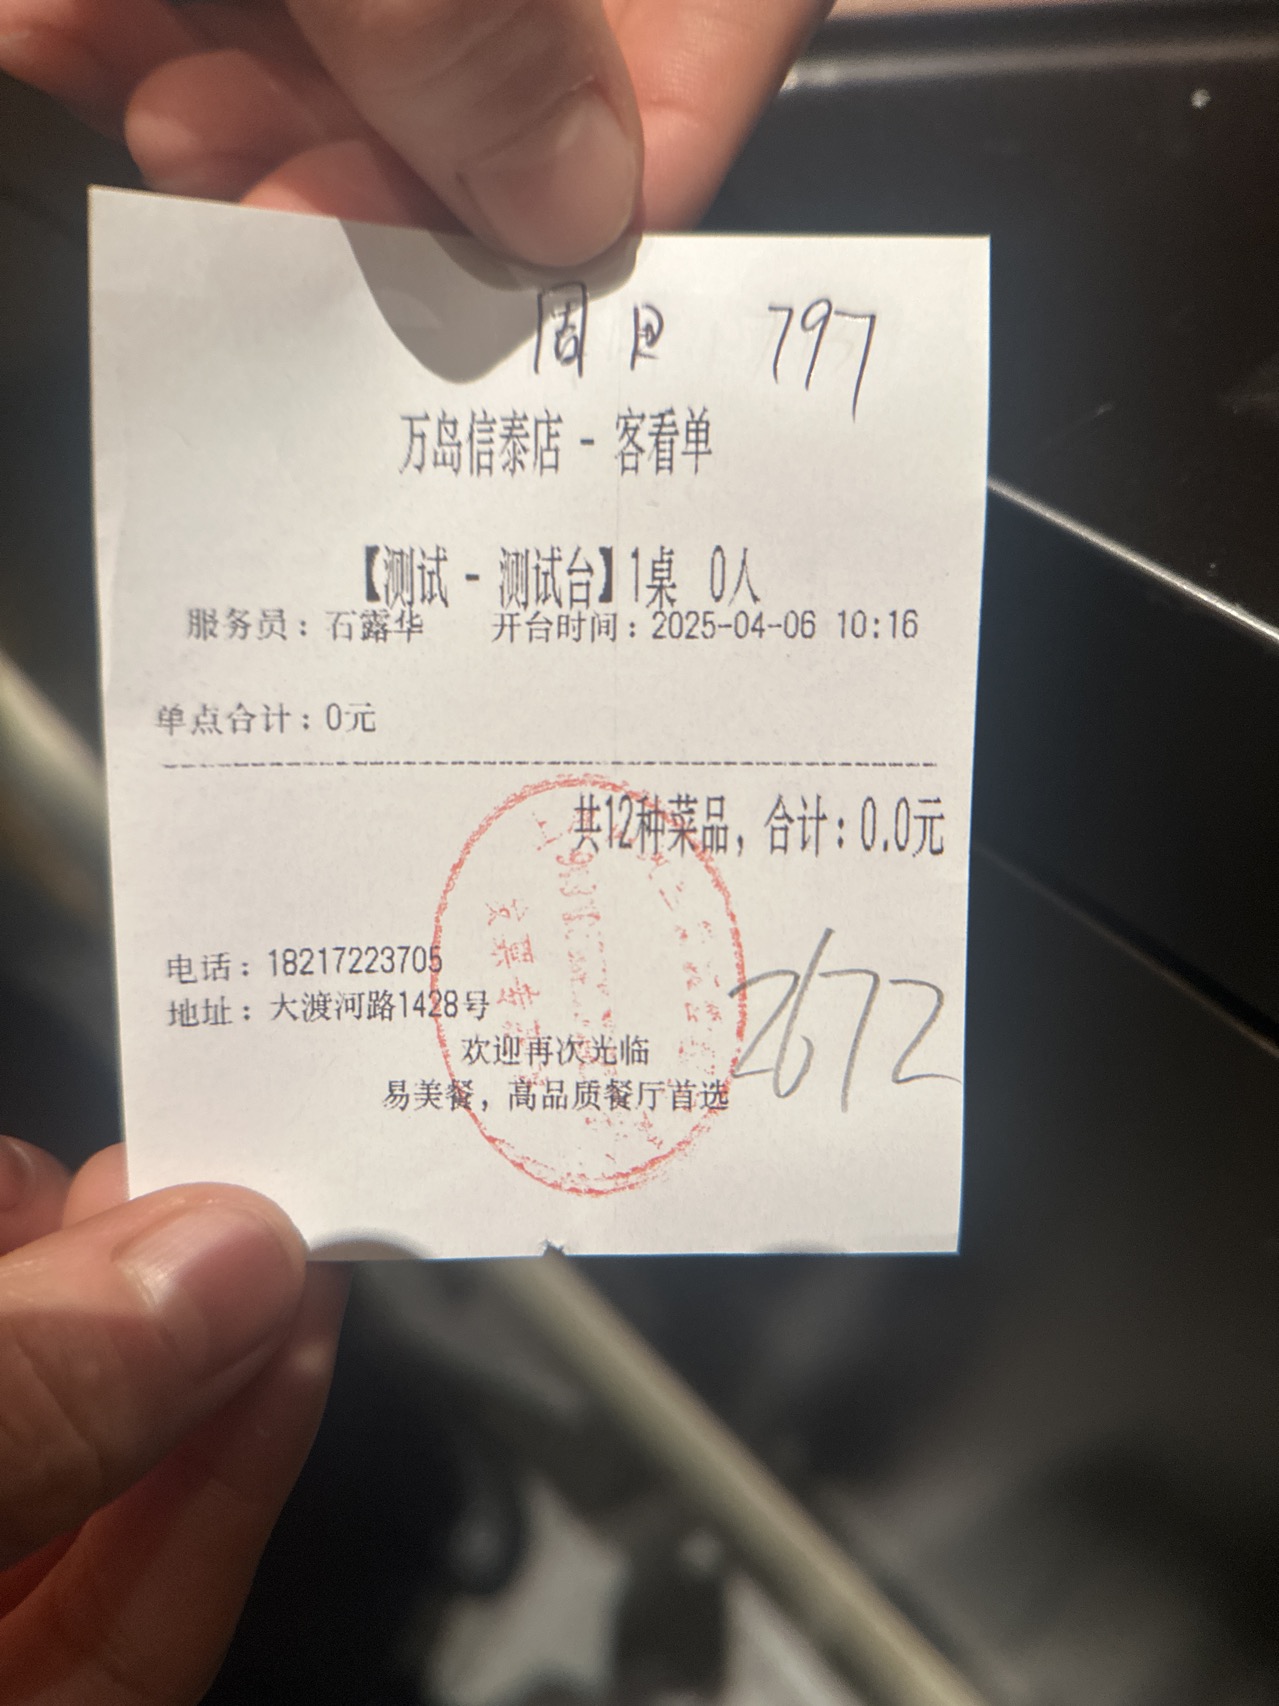 周 797
万岛信泰店 - 客看单
【测试 - 测试台】1桌 0人
服务员：石露华 开台时间：2025-04-06 10:16
单点合计：0元
共12种菜品，合计：0.0元
电话：18217223705
地址：大渡河路1428号
欢迎再次光临
易美餐，高品质餐厅首选
2672